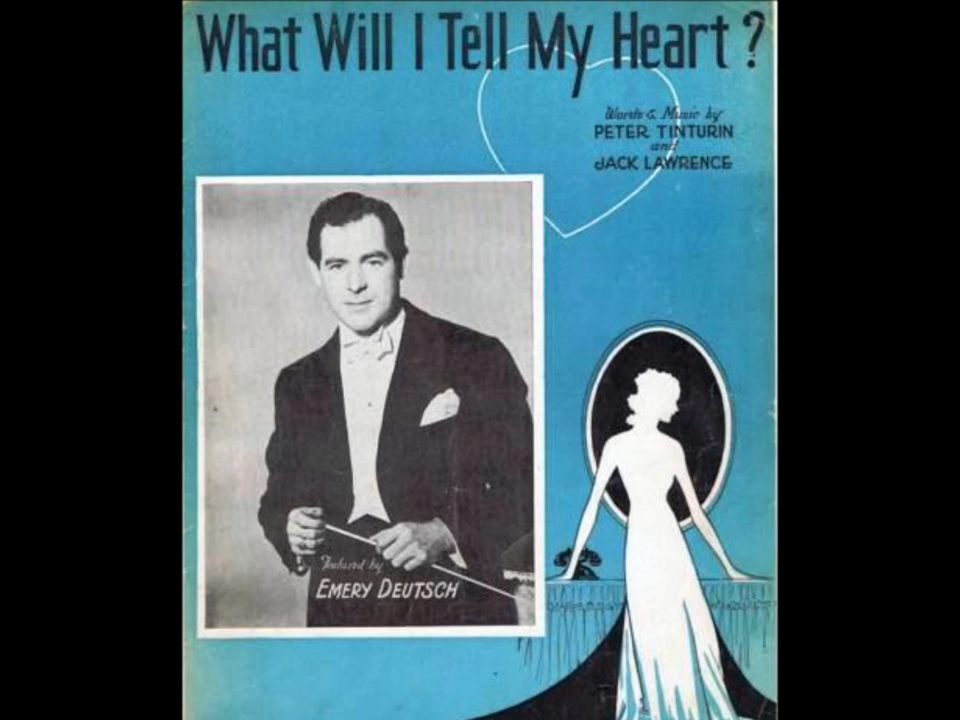 What Will I Tell My Heart?
Words & Music by
PETER TINTURIN
and
JACK LAWRENCE
Featured by
EMERY DEUTSCH